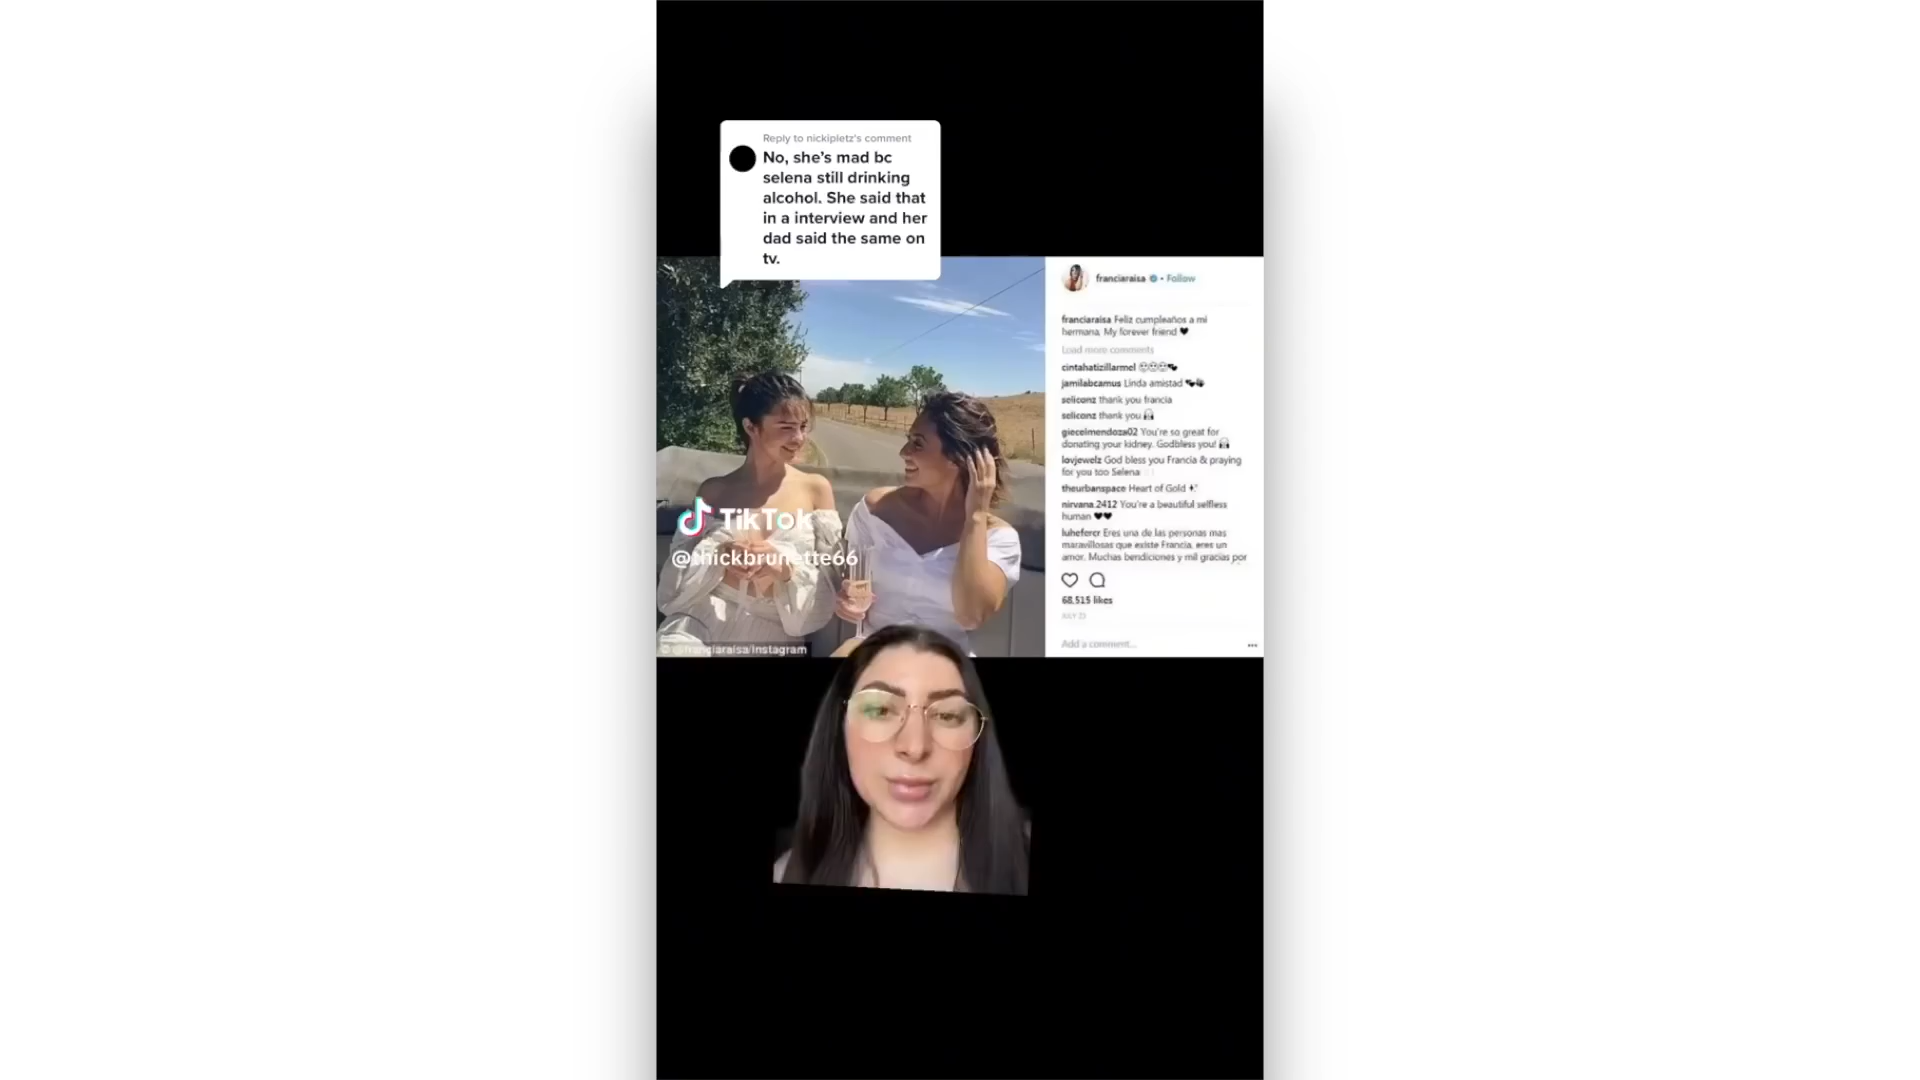 Reply to nickipletz's comment
No, she's mad bc
selena still drinking
alcohol. She said that
in a interview and her
dad said the same on
tv.
franciaraisa • Follow
franciaraisa Feliz cumpleaños a mi
hermana. My forever friend ♥
Load more comments
cintahatizillarmel
jamilabcamus Linda amistad
seliconz thank you francia
seliconz thank you
giecelmendoza02 You're so great for
donating your kidney. Godbless you!
lovjewelz God bless you Francia & praying
for you too Selena
theurbanspace Heart of Gold
nirvana.2412 You're a beautiful selfless
human ♥♥
luhefercr Eres una de las personas mas
maravillosas que existe Francia, eres un
amor. Muchas bendiciones y mil gracias por
68,515 likes
JULY 23
Add a comment...
TikTok
@thickbrunette66
© @franciaraisa/Instagram